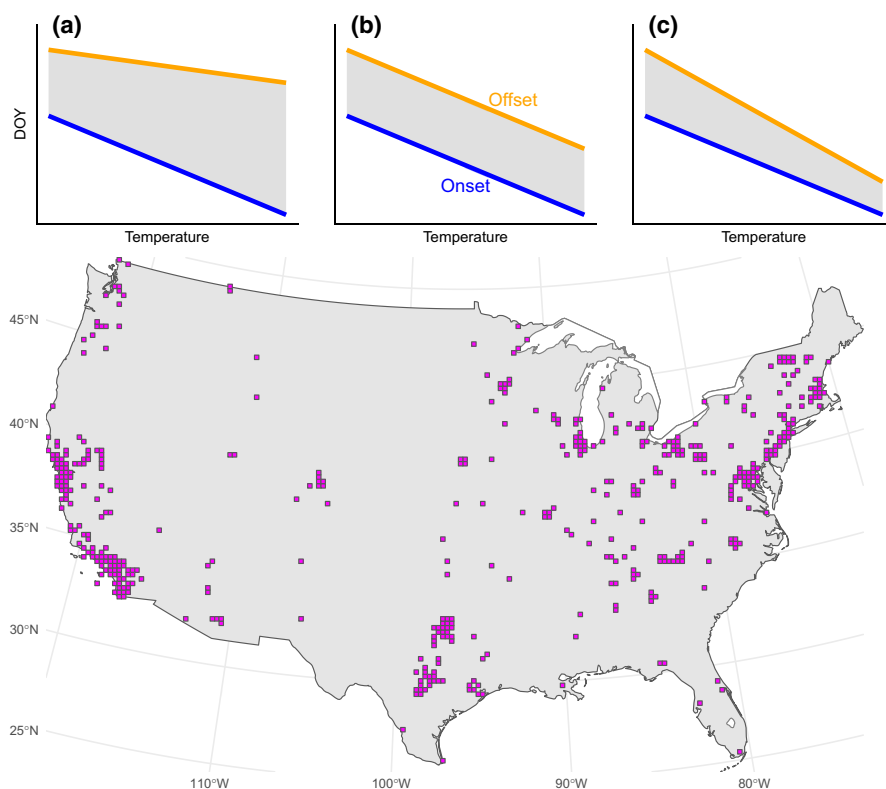 (a) (b) (c)
DOY
Offset
Onset
Temperature Temperature Temperature
45°N
40°N
35°N
30°N
25°N
110°W 100°W 90°W 80°W